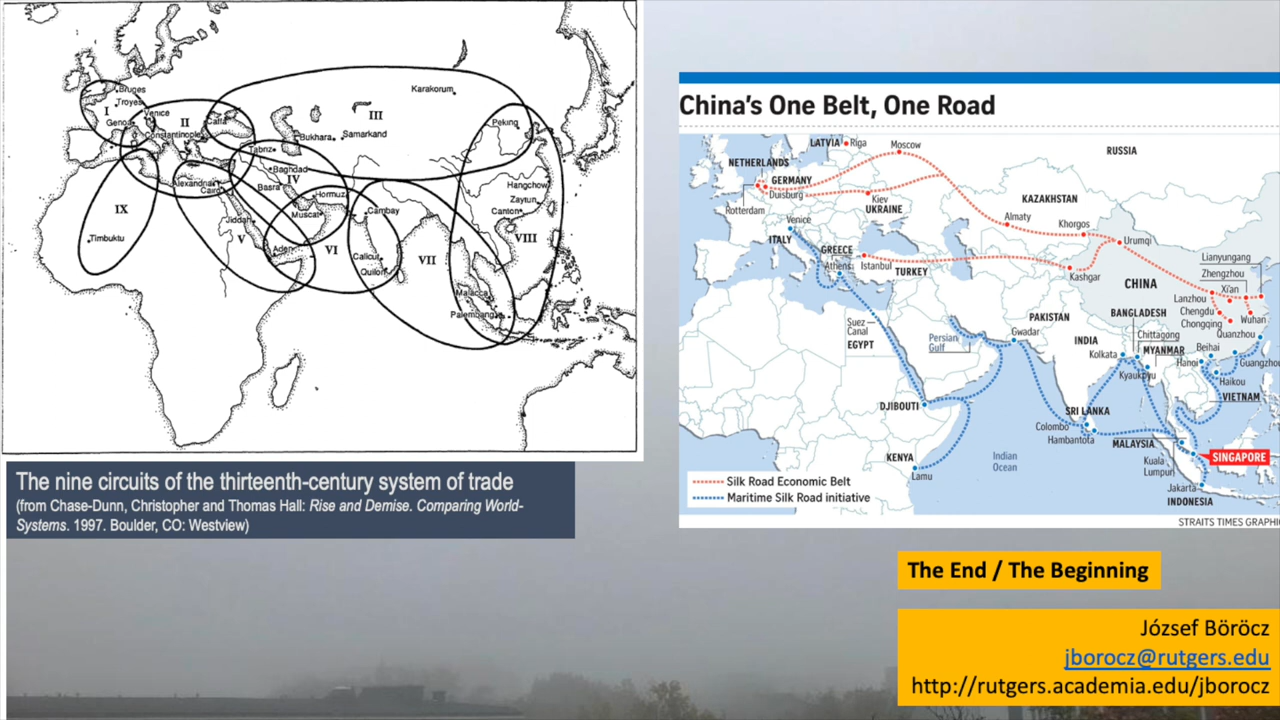 Karakorum
Bruges
Troyes
I
Genoa
Venice
II
Caffa
III
Peking
Constantinople
Bukhara
Samarkand
Tabriz
Baghdad
IV
Hangchow
Alexandria
Cairo
Basra
Hormuz
Zaytun
IX
Muscat
Cambay
Canton
Jiddah
V
Timbuktu
Aden
VI
Calicut
VII
VIII
Quilon
Malacca
Palembang
The nine circuits of the thirteenth-century system of trade
(from Chase-Dunn, Christopher and Thomas Hall: Rise and Demise. Comparing World-
Systems. 1997. Boulder, CO: Westview)
China's One Belt, One Road
LATVIA
Riga
Moscow
RUSSIA
NETHERLANDS
GERMANY
Duisburg
Kiev
UKRAINE
KAZAKHSTAN
Rotterdam
Venice
Almaty
Khorgos
ITALY
GREECE
Urumqi
Athens
Istanbul
TURKEY
Kashgar
Lianyungang
Zhengzhou
CHINA
Xi'an
Lanzhou
Chengdu
Chongqing
Wuhan
PAKISTAN
BANGLADESH
Suez
Canal
EGYPT
Persian
Gulf
Gwadar
INDIA
Chittagong
Quanzhou
Kolkata
MYANMAR
Beihai
Hanoi
Guangzhou
Kyaukpyu
Haikou
VIETNAM
DJIBOUTI
SRI LANKA
Colombo
Hambantota
MALAYSIA
KENYA
Indian
Ocean
Kuala
Lumpur
SINGAPORE
Lamu
Jakarta
INDONESIA
Silk Road Economic Belt
Maritime Silk Road initiative
STRAITS TIMES GRAPHI
The End / The Beginning
József Böröcz
jborocz@rutgers.edu
http://rutgers.academia.edu/jborocz